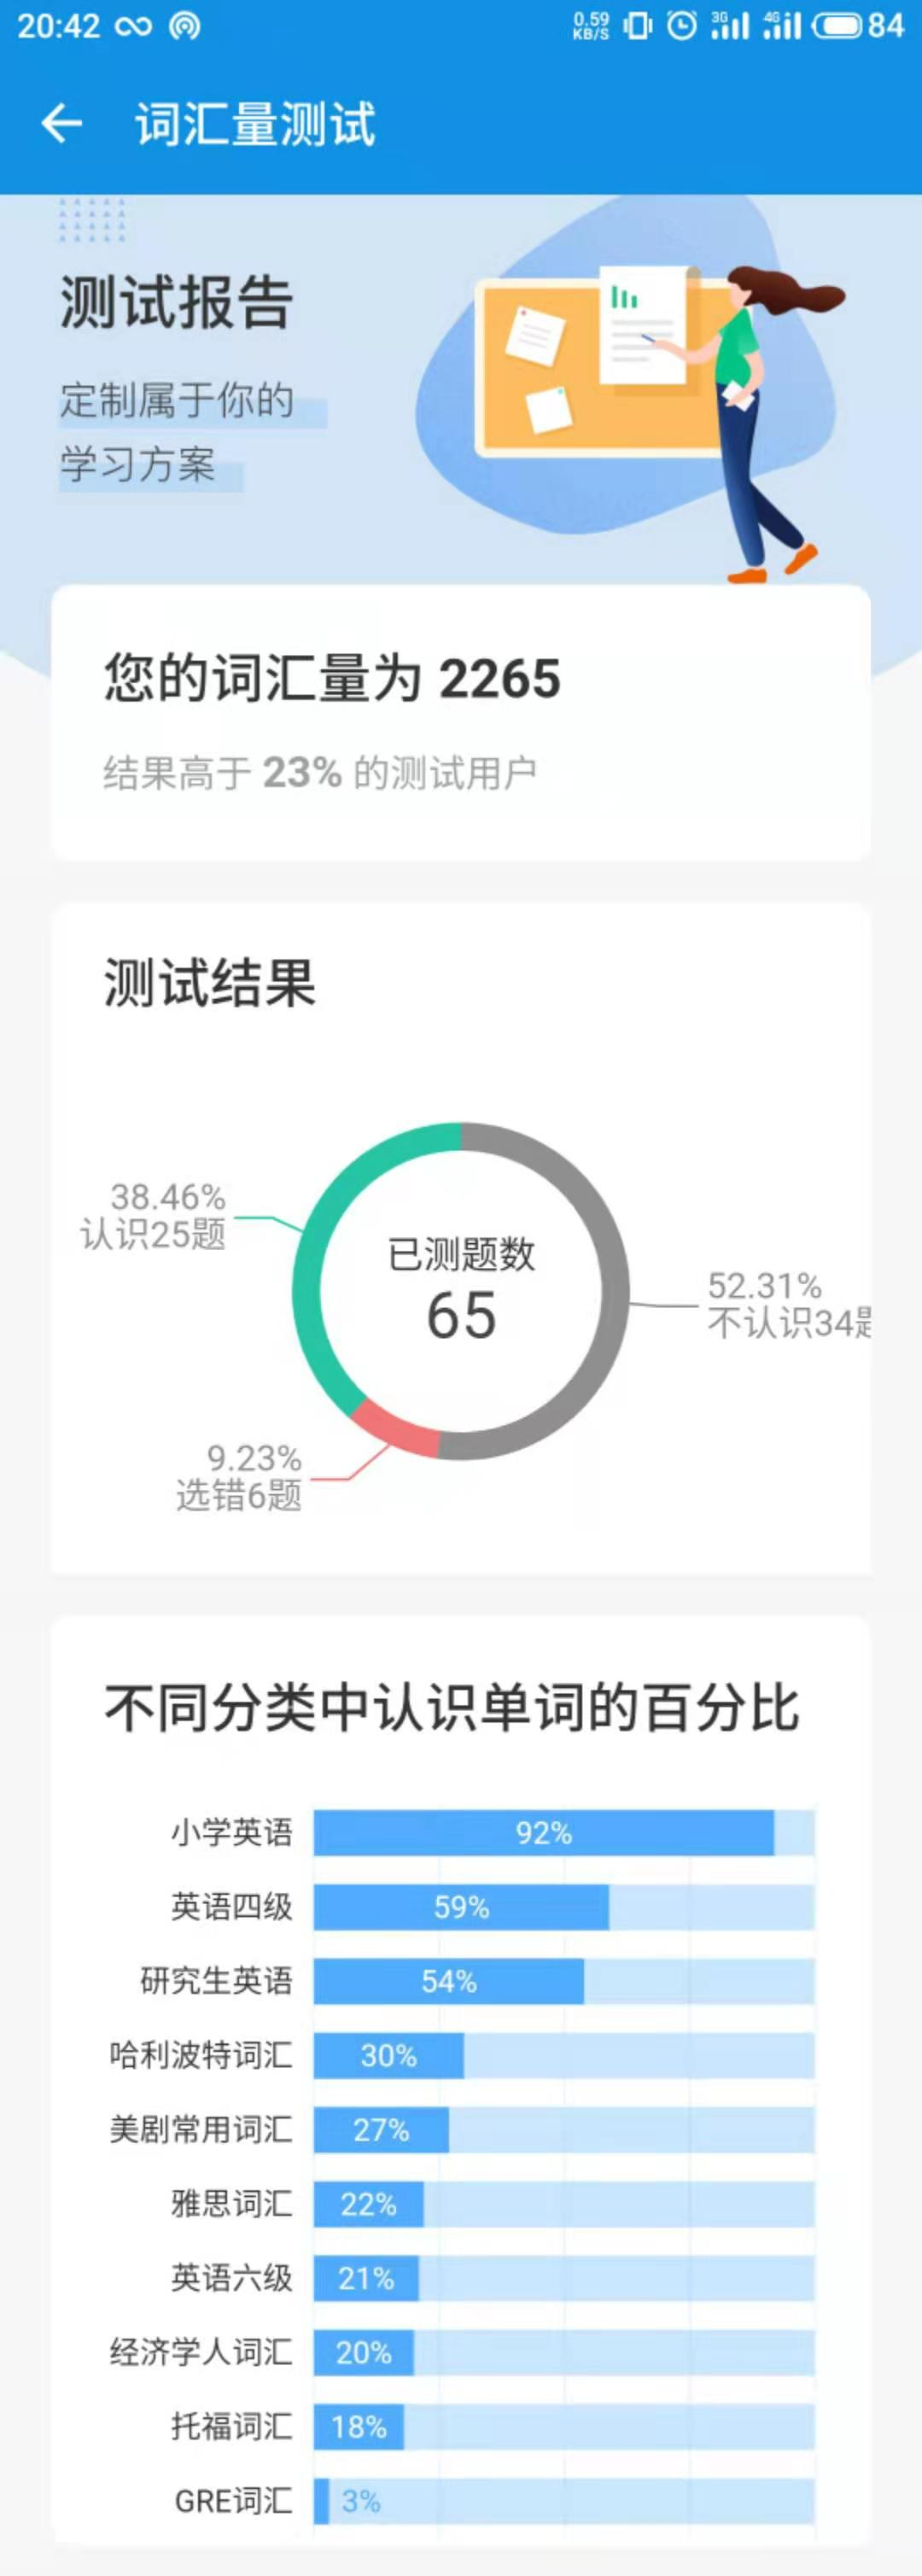 20:42
0.59 KB/S 3G 4G 84
词汇量测试
测试报告
定制属于你的
学习方案
您的词汇量为 2265
结果高于 23% 的测试用户
测试结果
38.46%
认识25题
已测题数
65
52.31%
不认识34题
9.23%
选错6题
不同分类中认识单词的百分比
小学英语 92%
英语四级 59%
研究生英语 54%
哈利波特词汇 30%
美剧常用词汇 27%
雅思词汇 22%
英语六级 21%
经济学人词汇 20%
托福词汇 18%
GRE词汇 3%